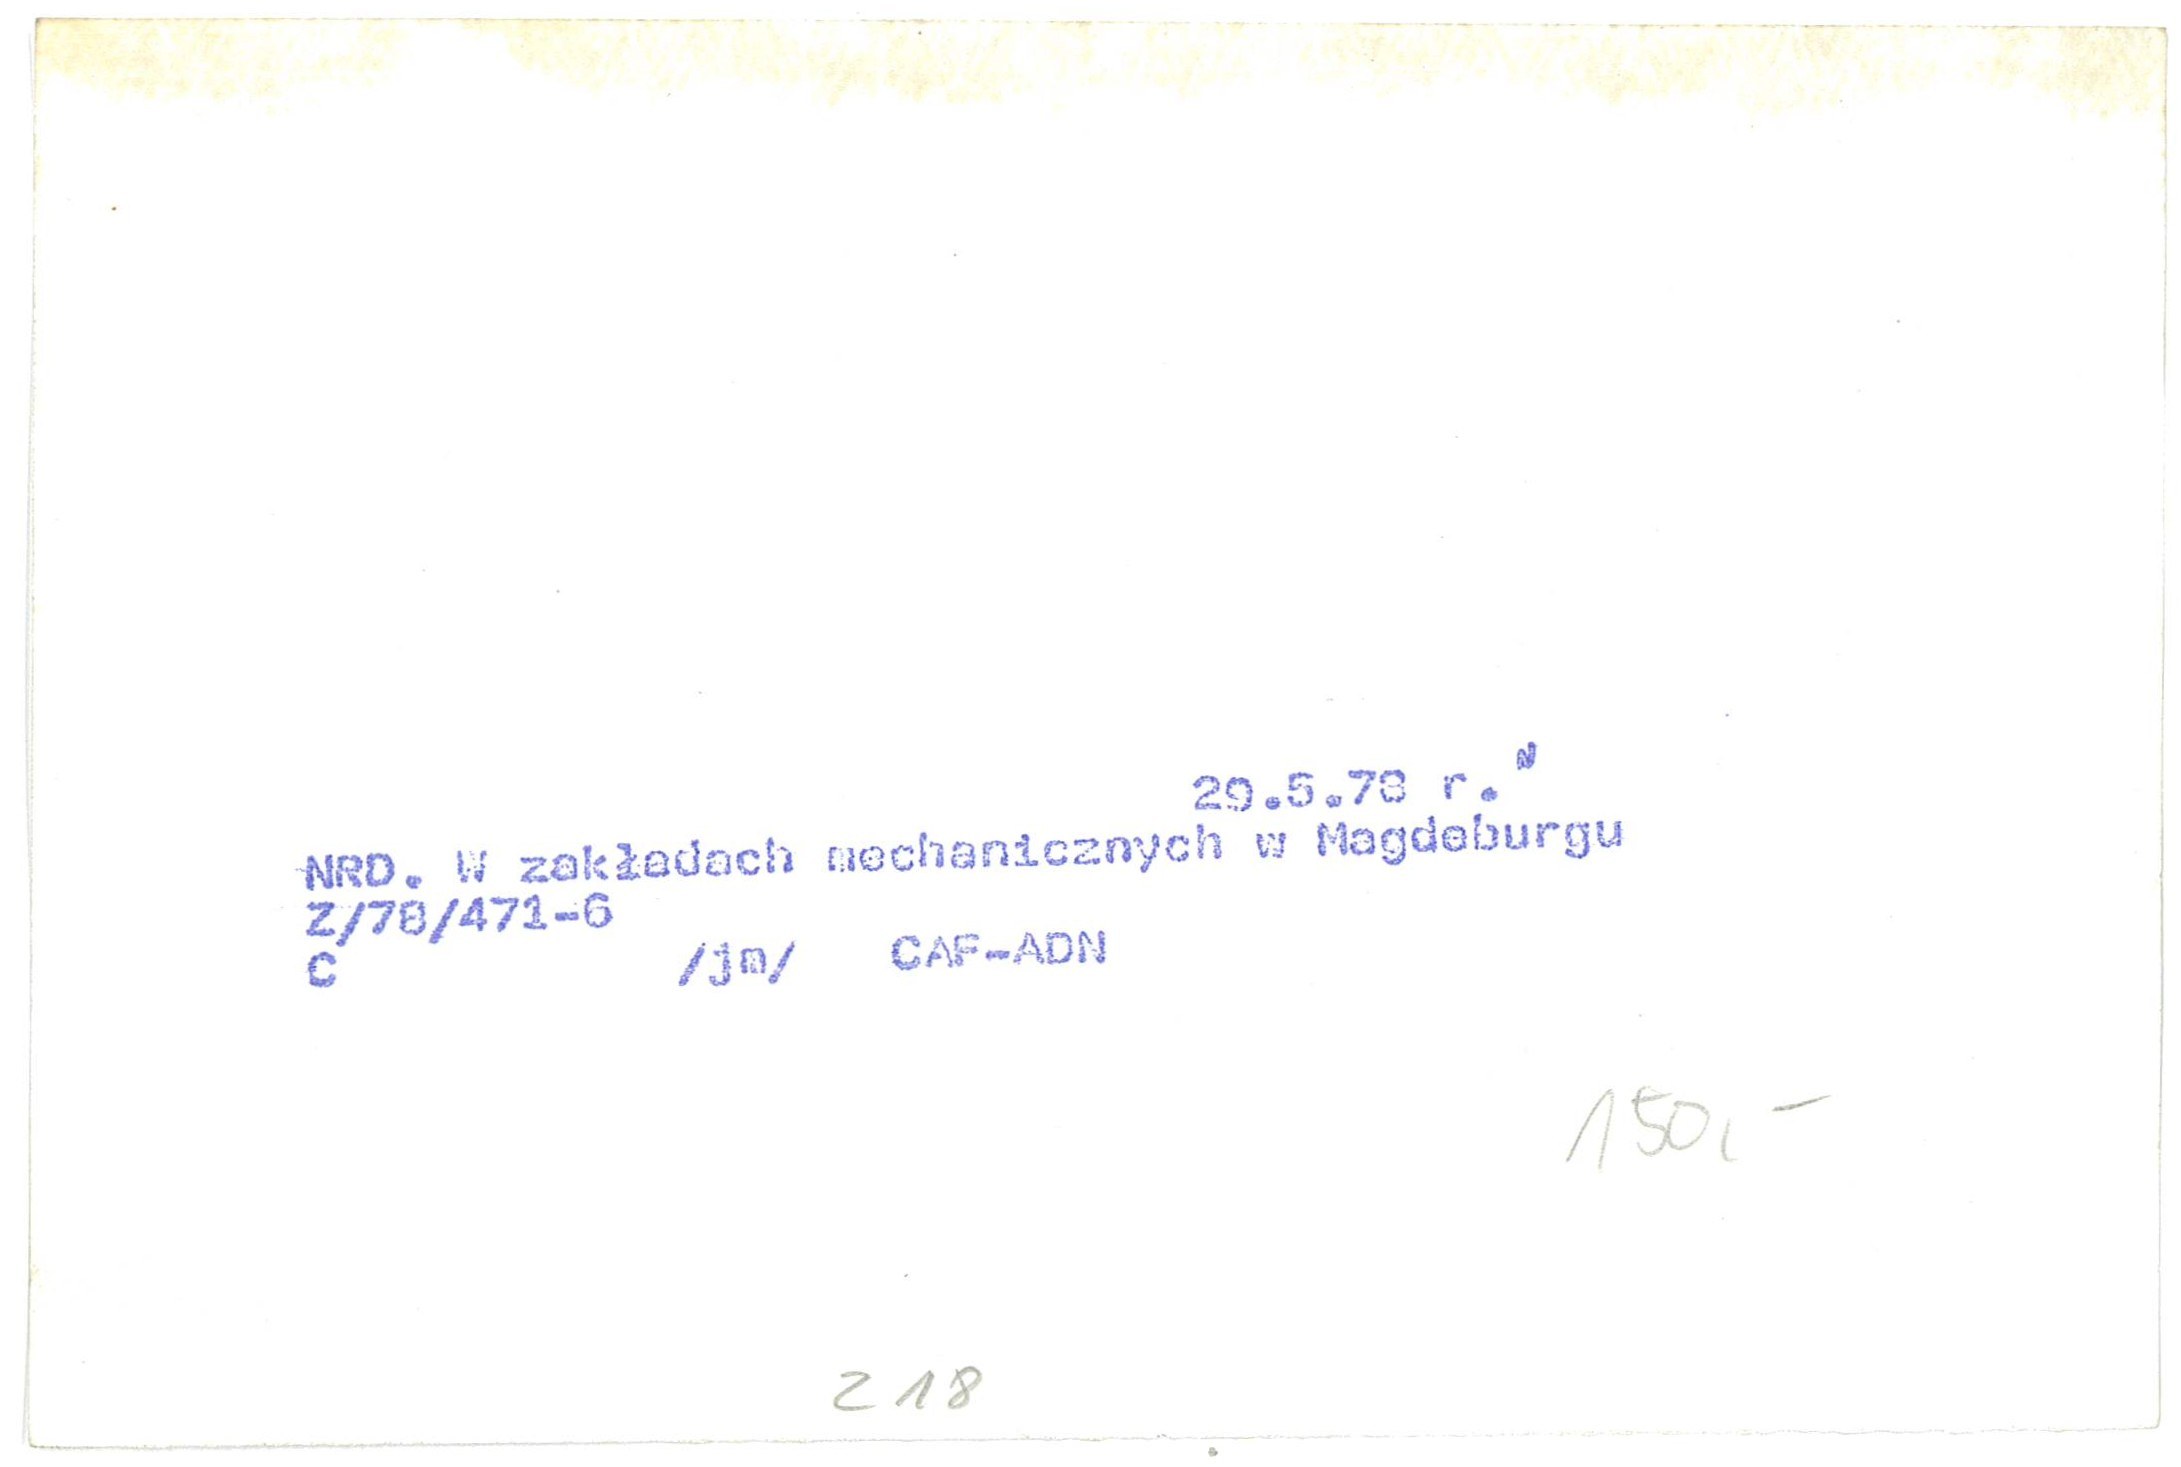 29.5.78 r."
NRD. W zakładach mechanicznych w Magdeburgu
Z/78/471-6
C /jm/ CAF-ADN
150,-
218